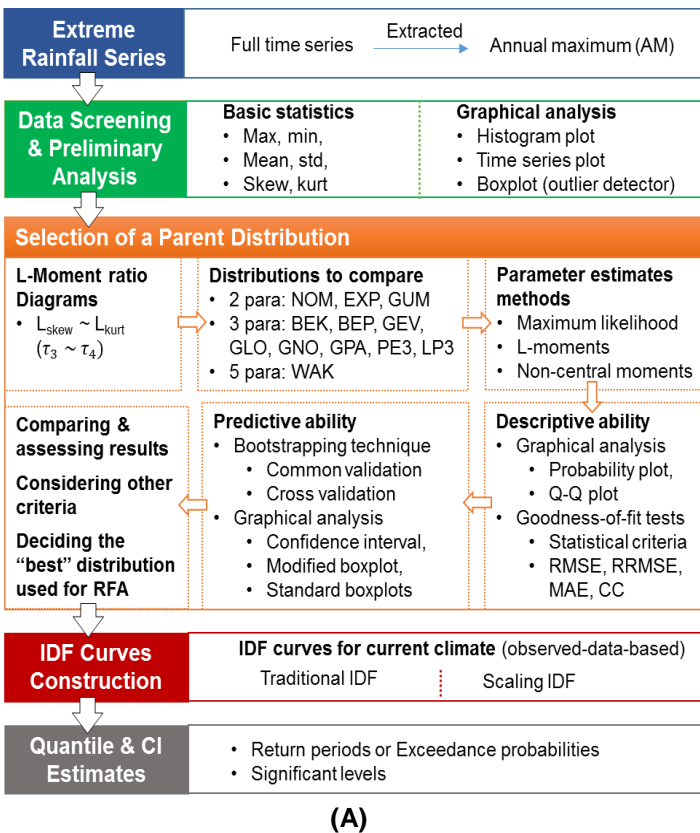 Extreme
Rainfall Series
Full time series
Extracted
Annual maximum (AM)
Data Screening
& Preliminary
Analysis
Basic statistics
• Max, min,
• Mean, std,
• Skew, kurt
Graphical analysis
• Histogram plot
• Time series plot
• Boxplot (outlier detector)
Selection of a Parent Distribution
L-Moment ratio
Diagrams
• Lskew ~ Lkurt
(τ3 ~ τ4)
Distributions to compare
• 2 para: NOM, EXP, GUM
• 3 para: BEK, BEP, GEV,
GLO, GNO, GPA, PE3, LP3
• 5 para: WAK
Parameter estimates
methods
• Maximum likelihood
• L-moments
• Non-central moments
Descriptive ability
• Graphical analysis
• Probability plot,
• Q-Q plot
• Goodness-of-fit tests
• Statistical criteria
• RMSE, RRMSE,
MAE, CC
Predictive ability
• Bootstrapping technique
• Common validation
• Cross validation
• Graphical analysis
• Confidence interval,
• Modified boxplot,
• Standard boxplots
Comparing &
assessing results
Considering other
criteria
Deciding the
“best” distribution
used for RFA
IDF Curves
Construction
IDF curves for current climate (observed-data-based)
Traditional IDF
Scaling IDF
Quantile & CI
Estimates
• Return periods or Exceedance probabilities
• Significant levels
(A)